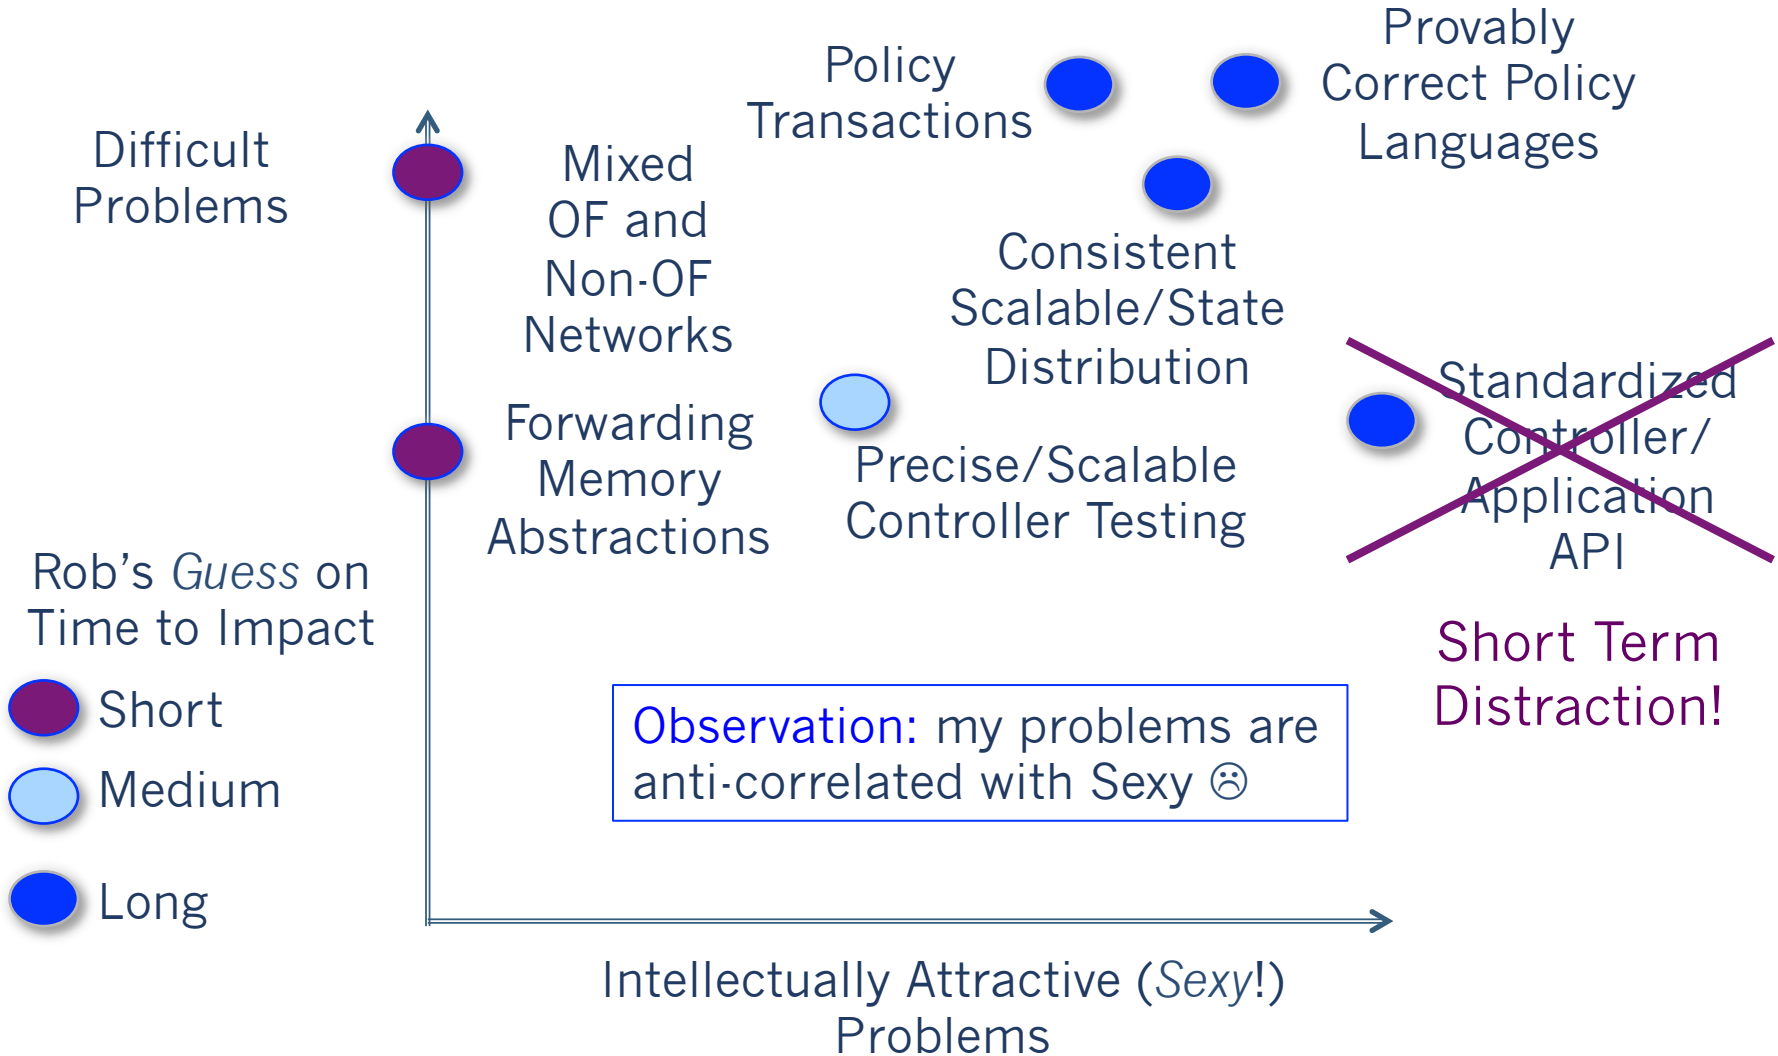 Difficult
Problems
Mixed
OF and
Non-OF
Networks
Policy
Transactions
Provably
Correct Policy
Languages
Consistent
Scalable/State
Distribution
Forwarding
Memory
Abstractions
Precise/Scalable
Controller Testing
Standardized
Controller/
Application
API
Short Term
Distraction!
Rob’s Guess on
Time to Impact
Short
Medium
Long
Observation: my problems are
anti-correlated with Sexy ☹
Intellectually Attractive (Sexy!)
Problems